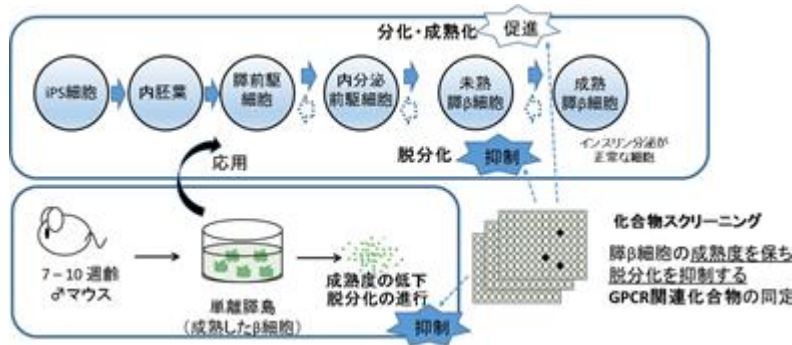 分化・成熟化
促進
iPS細胞
内胚葉
膵前駆
細胞
内分泌
前駆細胞
未熟
膵β細胞
成熟
膵β細胞
インスリン分泌が
正常な細胞
脱分化
抑制
応用
7－10週齢
♂マウス
単離膵島
(成熟したβ細胞)
成熟度の低下
脱分化の進行
抑制
化合物スクリーニング
膵β細胞の成熟度を保ち
脱分化を抑制する
GPCR関連化合物の同定